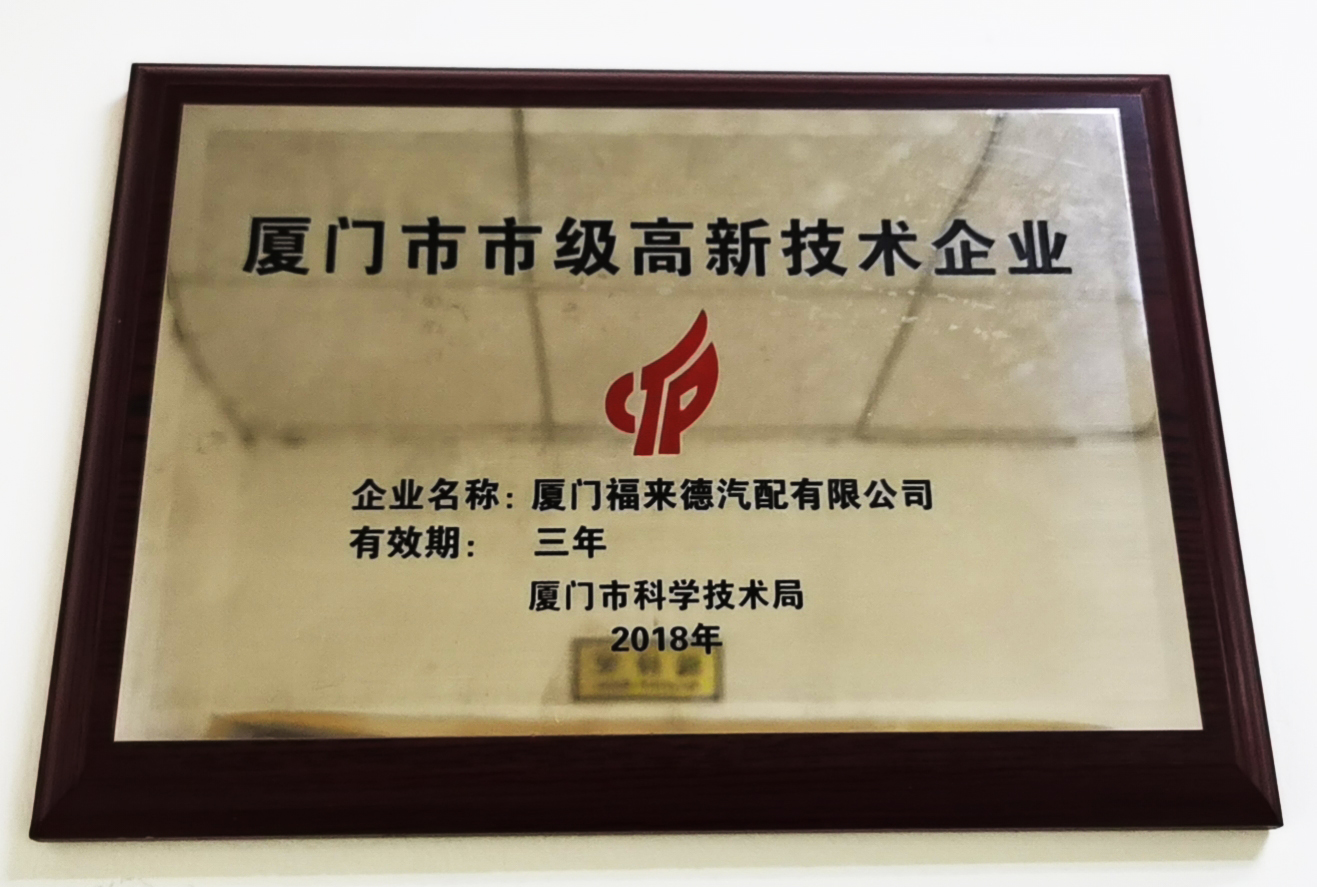 厦门市市级高新技术企业
企业名称：厦门福来德汽配有限公司
有效期： 三年
厦门市科学技术局
2018年